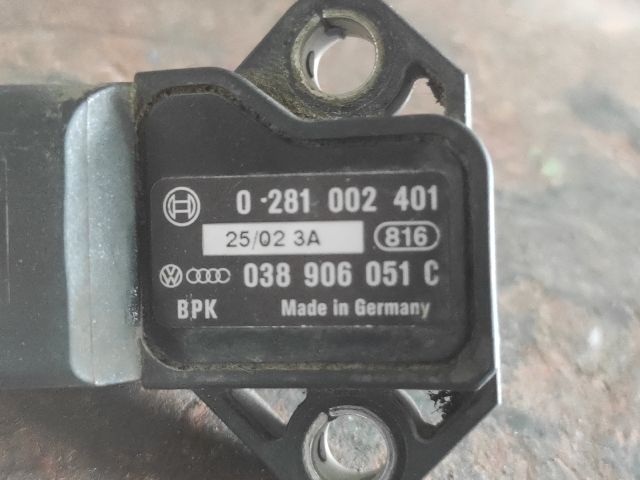 0 281 002 401
25/02 3A 816
038 906 051 C
BPK Made in Germany